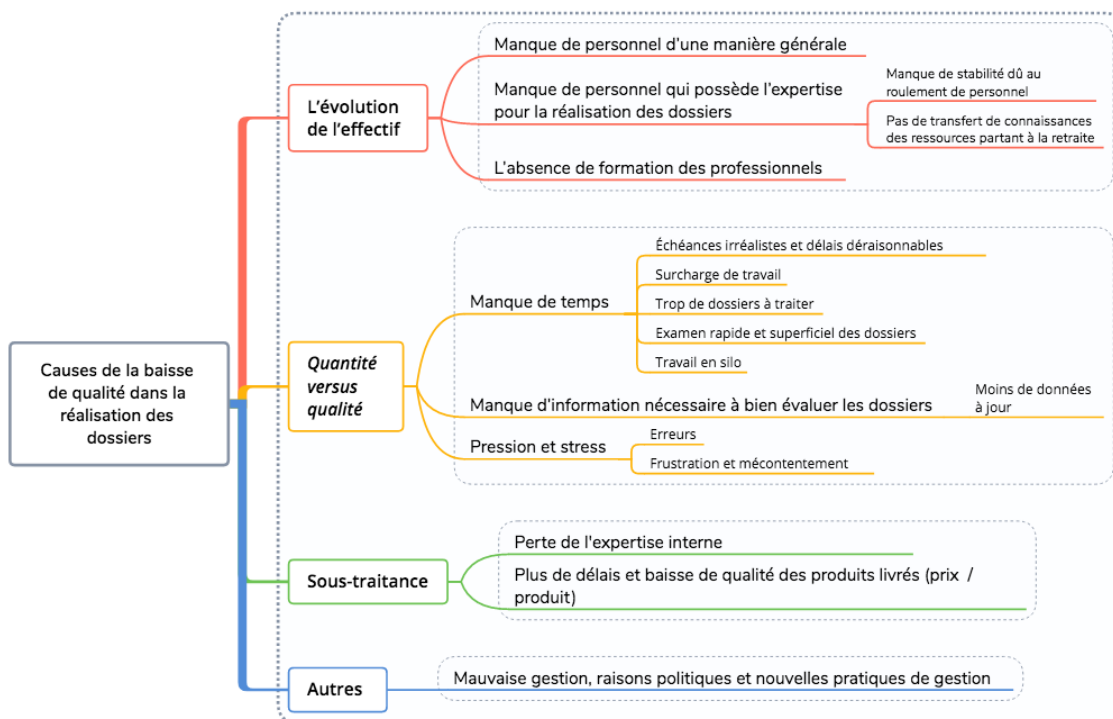 Causes de la baisse
de qualité dans la
réalisation des
dossiers
L'évolution
de l'effectif
Manque de personnel d'une manière générale
Manque de personnel qui possède l'expertise
pour la réalisation des dossiers
Manque de stabilité dû au
roulement de personnel
Pas de transfert de connaissances
des ressources partant à la retraite
L'absence de formation des professionnels
Quantité
versus
qualité
Manque de temps
Échéances irréalistes et délais déraisonnables
Surcharge de travail
Trop de dossiers à traiter
Examen rapide et superficiel des dossiers
Travail en silo
Manque d'information nécessaire à bien évaluer les dossiers
Moins de données
à jour
Pression et stress
Erreurs
Frustration et mécontentement
Sous-traitance
Perte de l'expertise interne
Plus de délais et baisse de qualité des produits livrés (prix /
produit)
Autres
Mauvaise gestion, raisons politiques et nouvelles pratiques de gestion